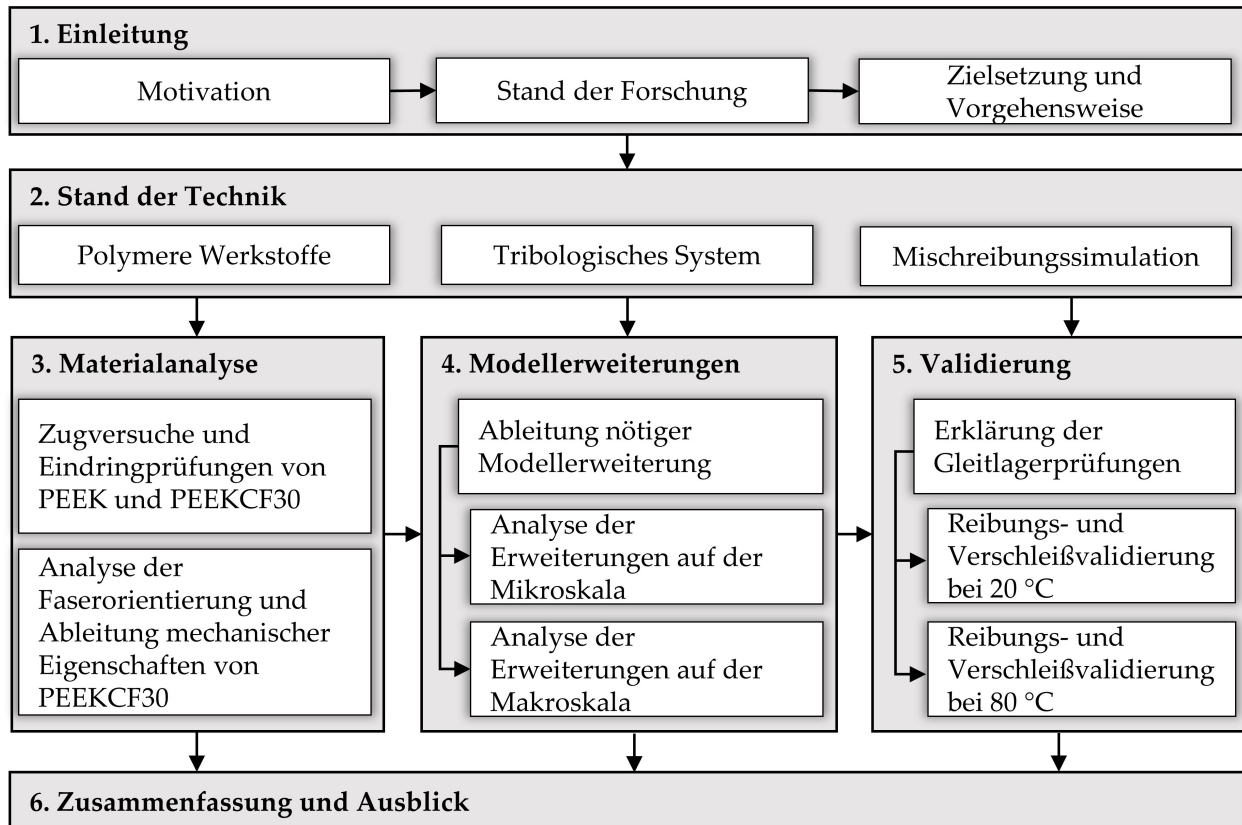 1. Einleitung
Motivation
Stand der Forschung
Zielsetzung und
Vorgehensweise
2. Stand der Technik
Polymere Werkstoffe
Tribologisches System
Mischreibungssimulation
3. Materialanalyse
Zugversuche und
Eindringprüfungen von
PEEK und PEEKCF30
Analyse der
Faserorientierung und
Ableitung mechanischer
Eigenschaften von
PEEKCF30
4. Modellerweiterungen
Ableitung nötiger
Modellerweiterung
Analyse der
Erweiterungen auf der
Mikroskala
Analyse der
Erweiterungen auf der
Makroskala
5. Validierung
Erklärung der
Gleitlagerprüfungen
Reibungs- und
Verschleißvalidierung
bei 20 °C
Reibungs- und
Verschleißvalidierung
bei 80 °C
6. Zusammenfassung und Ausblick